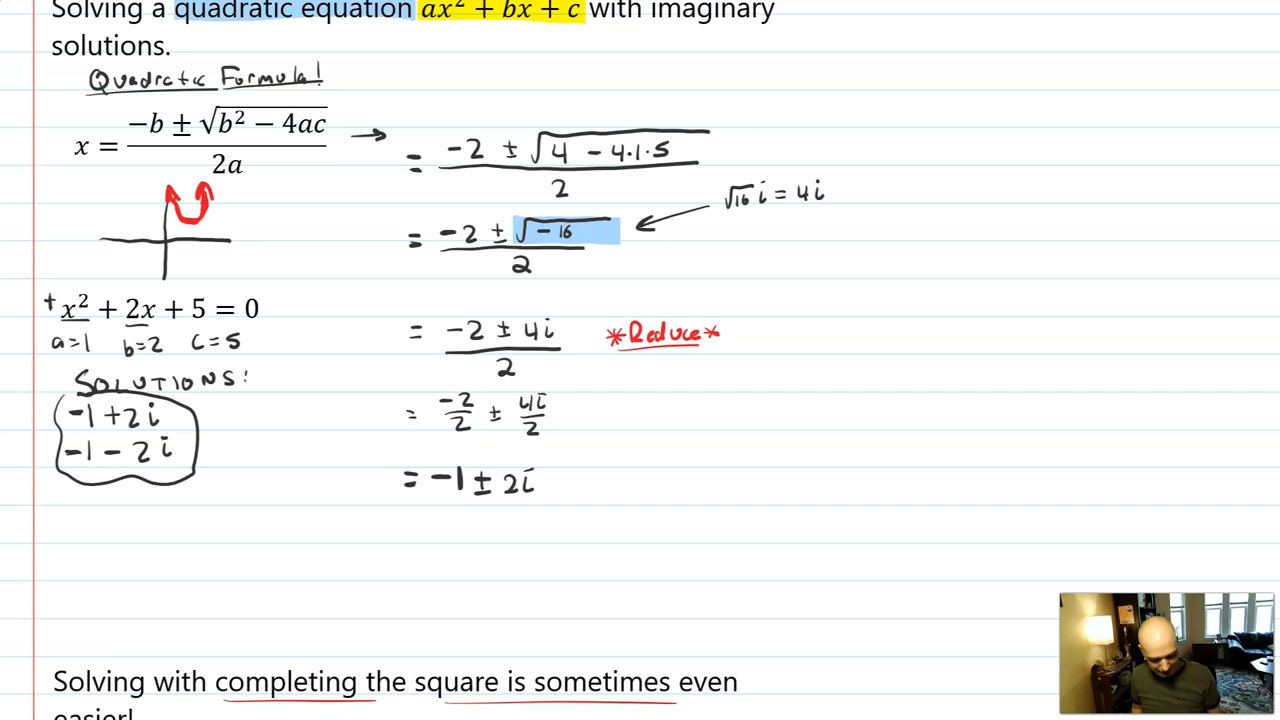 Solving a quadratic equation ax² + bx + c with imaginary
solutions.
Quadratic Formula!
x = (-b ± √(b² − 4ac)) / 2a →
= (-2 ± √(4 - 4·1·5)) / 2
= (-2 ± √(-16)) / 2
√16 i = 4i
+x² + 2x + 5 = 0
a=1 b=2 c=5
= (-2 ± 4i) / 2
*Reduce*
SOLUTIONS:
-1 + 2i
-1 - 2i
= -2/2 ± 4i/2
= -1 ± 2i
Solving with completing the square is sometimes even
easier!